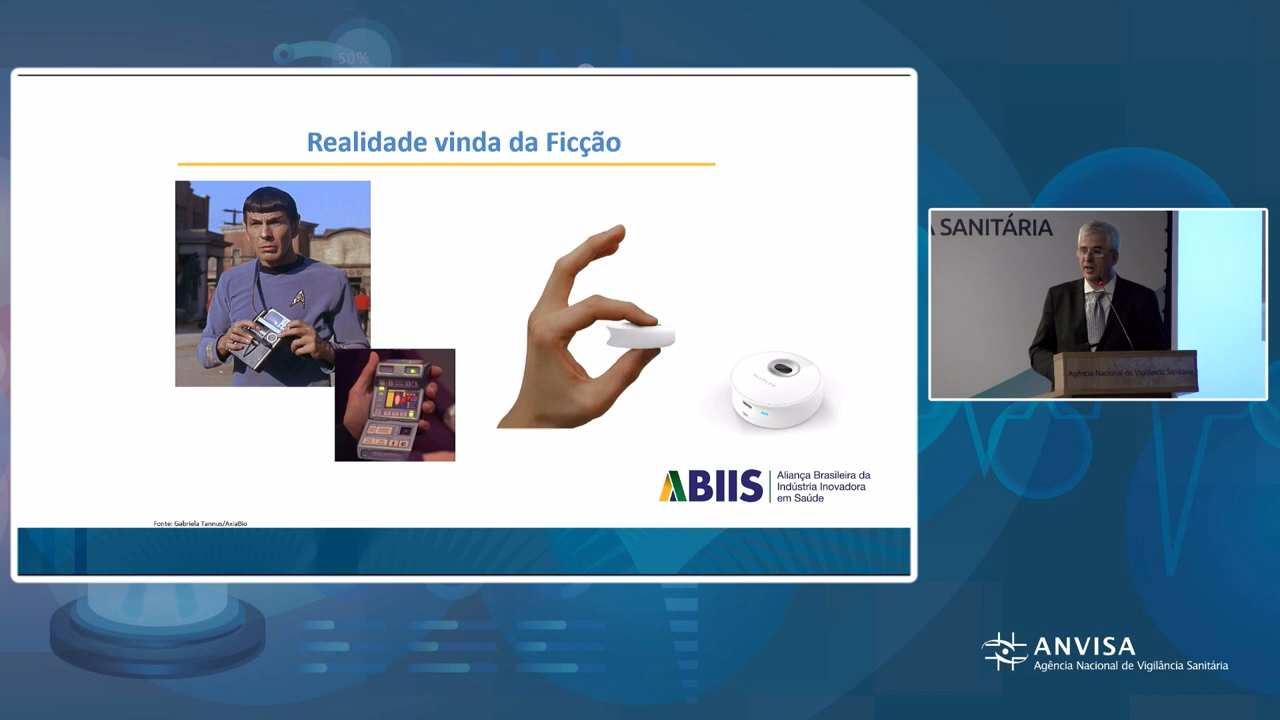 50%
Realidade vinda da Ficção
ABIIS
Aliança Brasileira da
Indústria Inovadora
em Saúde
Fonte: Gabriela Tannus/AxiaBio
A SANITÁRIA
Agência Nacional de Vigilância Sanitária
ANVISA
Agência Nacional de Vigilância Sanitária